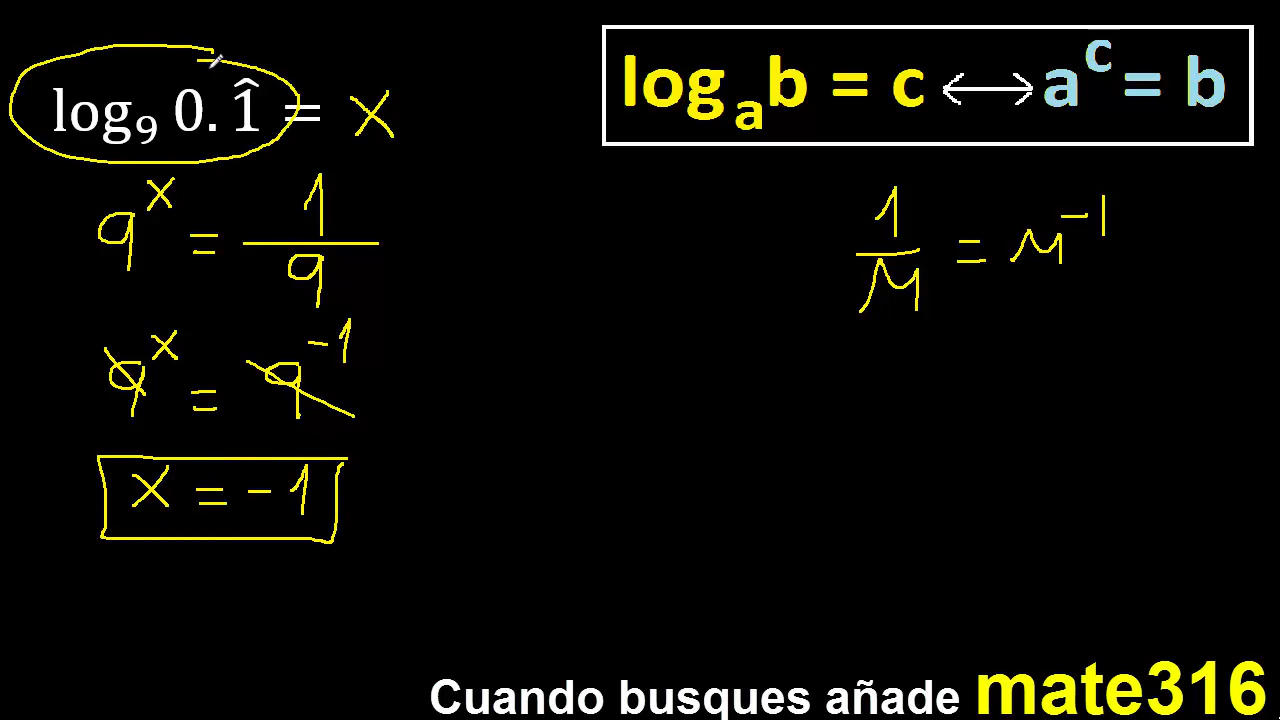 log₉ 0.1̂ = x
logₐb = c ⟷ aᶜ = b
9ˣ = 1/9
1/M = M⁻¹
9ˣ = 9⁻¹
x = -1
Cuando busques añade mate316